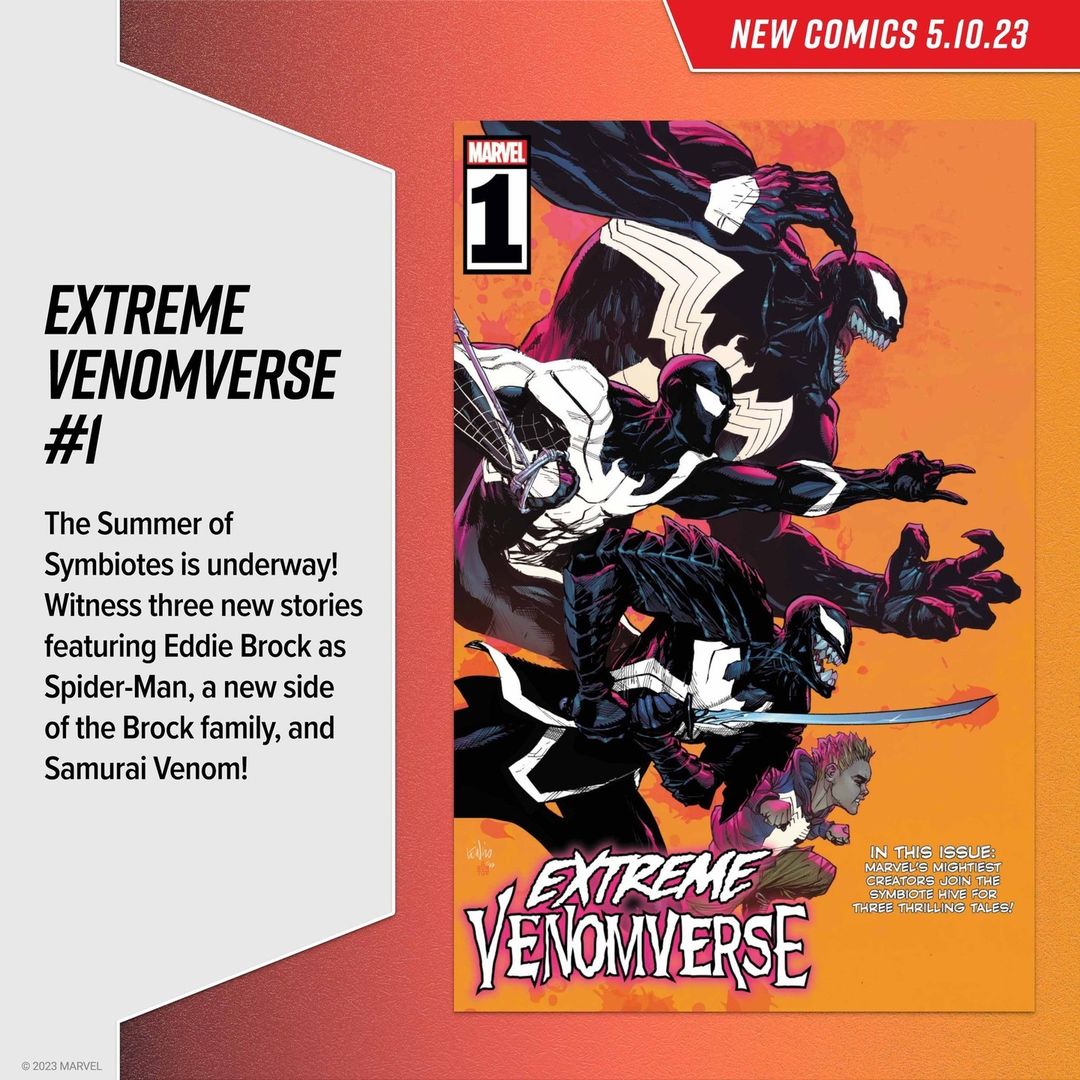 NEW COMICS 5.10.23
MARVEL
1
EXTREME
VENOMVERSE
#1
The Summer of
Symbiotes is underway!
Witness three new stories
featuring Eddie Brock as
Spider-Man, a new side
of the Brock family, and
Samurai Venom!
EXTREME
VENOMVERSE
IN THIS ISSUE:
MARVEL'S MIGHTIEST
CREATORS JOIN THE
SYMBIOTE HIVE FOR
THREE THRILLING TALES!
© 2023 MARVEL